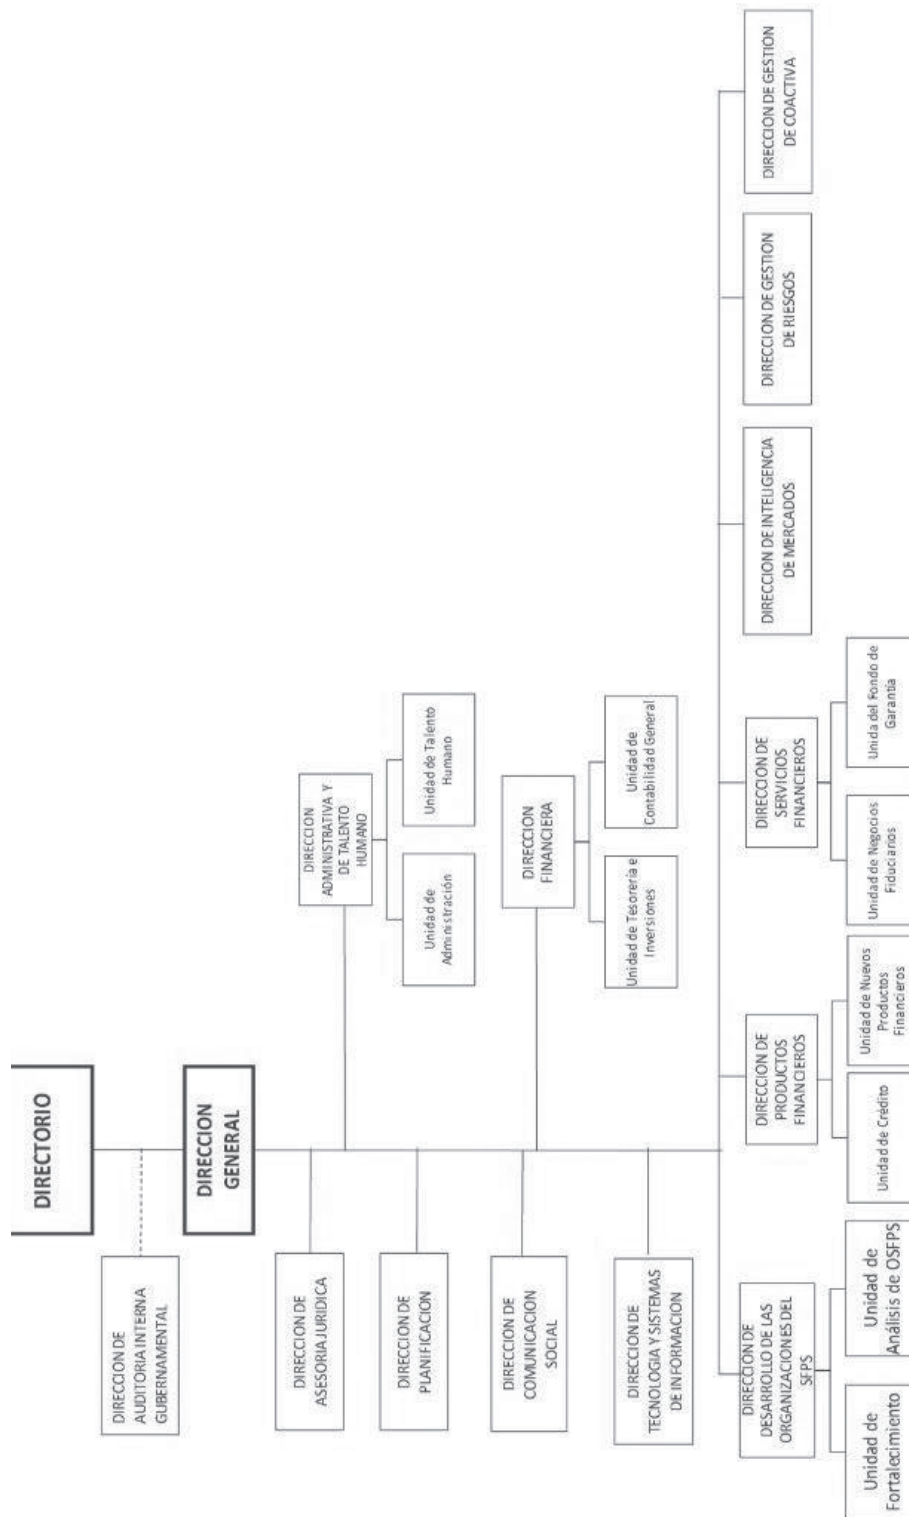 DIRECTORIO
DIRECCION DE
AUDITORIA INTERNA
GUBERNAMENTAL
DIRECCION
GENERAL
DIRECCION DE
ASESORIA JURIDICA
DIRECCION
ADMINISTRATIVA Y
DE TALENTO
HUMANO
DIRECCION DE
PLANIFICACION
Unidad de
Administración
Unidad de Talento
Humano
DIRECCION DE
COMUNICACION
SOCIAL
DIRECCION
FINANCIERA
DIRECCION DE
TECNOLOGIA Y SISTEMAS
DE INFORMACION
Unidad de Tesorería e
Inversiones
Unidad de
Contabilidad General
DIRECCION DE
DESARROLLO DE LAS
ORGANIZACIONES DEL
SFPS
DIRECCION DE
PRODUCTOS
FINANCIEROS
DIRECCION DE
SERVICIOS
FINANCIEROS
DIRECCION DE INTELIGENCIA
DE MERCADOS
DIRECCION DE GESTION
DE RIESGOS
DIRECCION DE GESTIÓN
DE COACTIVA
Unidad de
Fortalecimiento
Unidad de
Análisis de OSFPS
Unidad de Crédito
Unidad de Nuevos
Productos
Financieros
Unidad de Negocios
Fiduciarios
Unida del Fondo de
Garantía